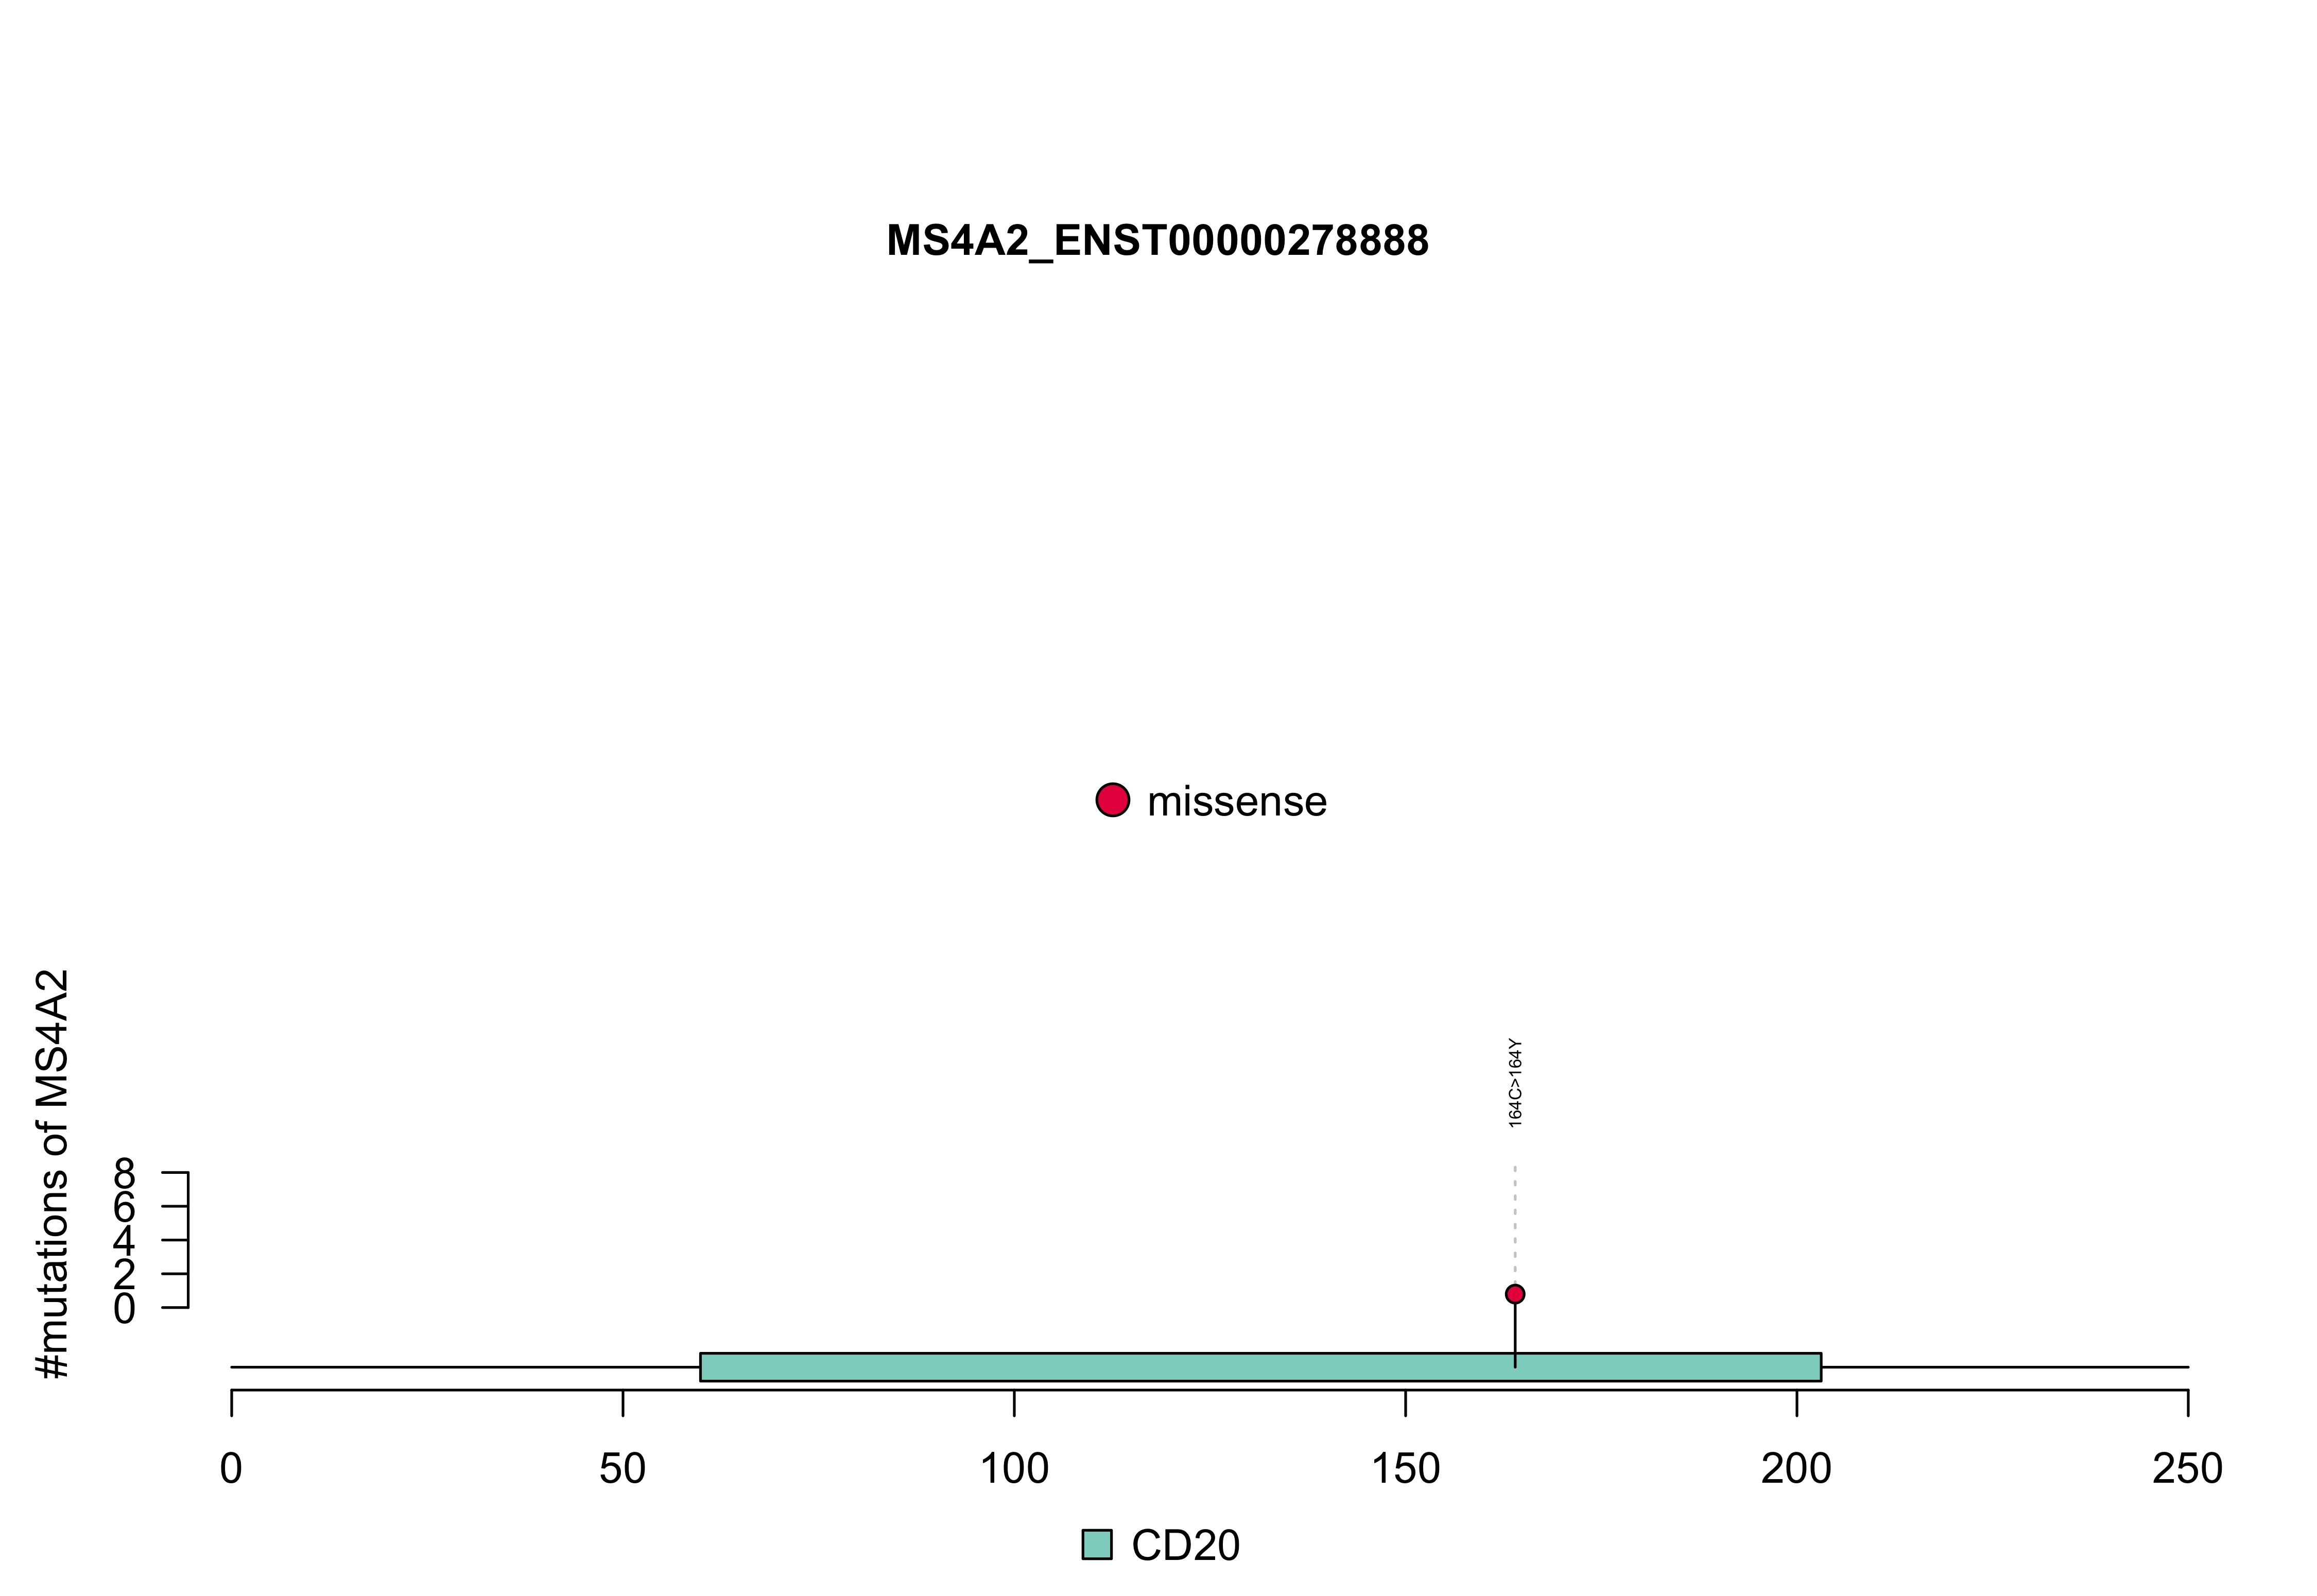 MS4A2_ENST00000278888
missense
#mutations of MS4A2
164C>164Y
8
6
4
2
0
0 50 100 150 200 250
CD20